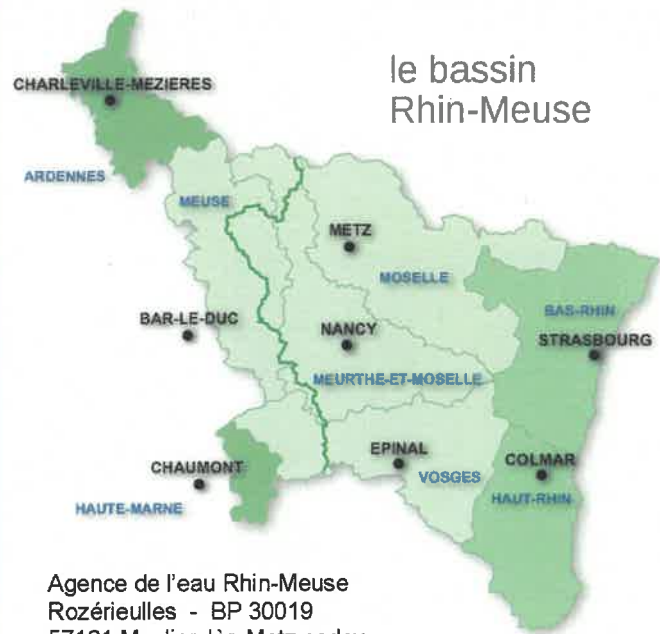 le bassin
Rhin-Meuse
CHARLEVILLE-MEZIERES
ARDENNES
MEUSE
METZ
MOSELLE
BAR-LE-DUC
NANCY
BAS-RHIN
STRASBOURG
MEURTHE-ET-MOSELLE
CHAUMONT
EPINAL
VOSGES
COLMAR
HAUT-RHIN
HAUTE-MARNE
Agence de l'eau Rhin-Meuse
Rozérieulles - BP 30019